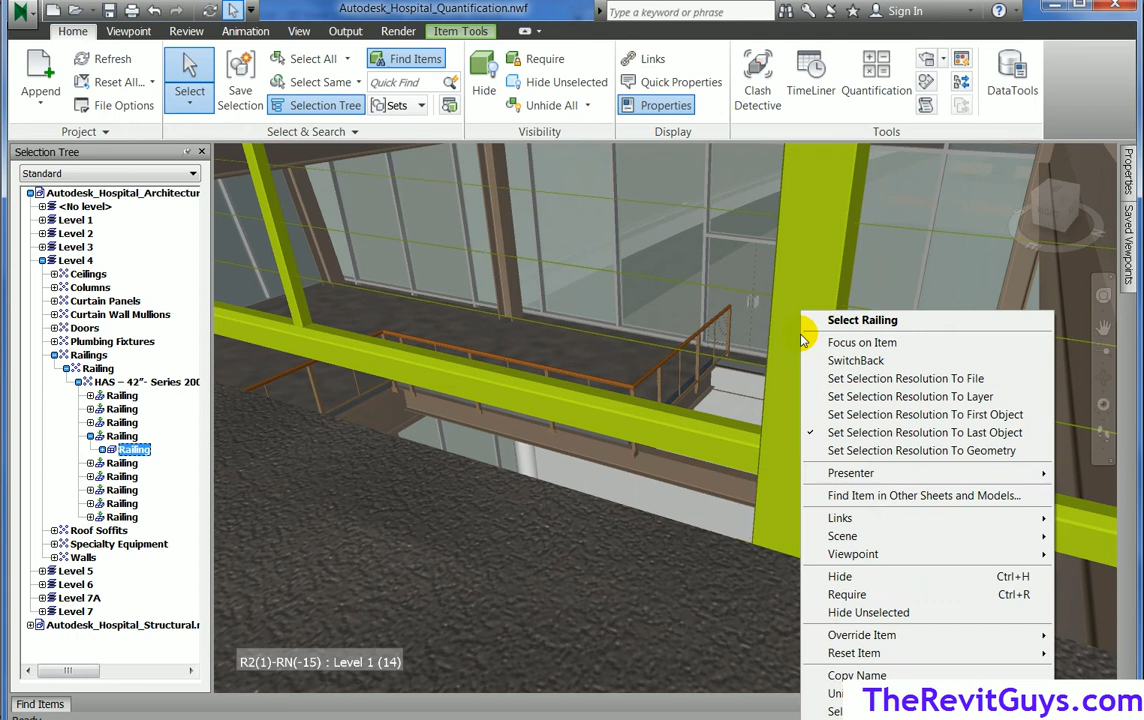 Autodesk_Hospital_Quantification.nwf
Type a keyword or phrase
Sign In
Home
Viewpoint
Review
Animation
View
Output
Render
Item Tools
Append
Refresh
Reset All...
File Options
Project
Select
Save
Selection
Select All
Select Same
Selection Tree
Find Items
Quick Find
Sets
Select & Search
Hide
Require
Hide Unselected
Unhide All
Visibility
Links
Quick Properties
Properties
Display
Clash
Detective
TimeLiner
Quantification
DataTools
Tools
Selection Tree
Standard
Autodesk_Hospital_Architectur
<No level>
Level 1
Level 2
Level 3
Level 4
Ceilings
Columns
Curtain Panels
Curtain Wall Mullions
Doors
Plumbing Fixtures
Railings
Railing
HAS – 42"- Series 200
Railing
Railing
Railing
Railing
Railing
Railing
Railing
Railing
Railing
Railing
Roof Soffits
Specialty Equipment
Walls
Level 5
Level 6
Level 7A
Level 7
Autodesk_Hospital_Structural.r
Properties
Saved Viewpoints
RIGHT
Select Railing
Focus on Item
SwitchBack
Set Selection Resolution To File
Set Selection Resolution To Layer
Set Selection Resolution To First Object
Set Selection Resolution To Last Object
Set Selection Resolution To Geometry
Presenter
Find Item in Other Sheets and Models...
Links
Scene
Viewpoint
Hide Ctrl+H
Require Ctrl+R
Hide Unselected
Override Item
Reset Item
Copy Name
R2(1)-RN(-15) : Level 1 (14)
Find Items
TheRevitGuys.com